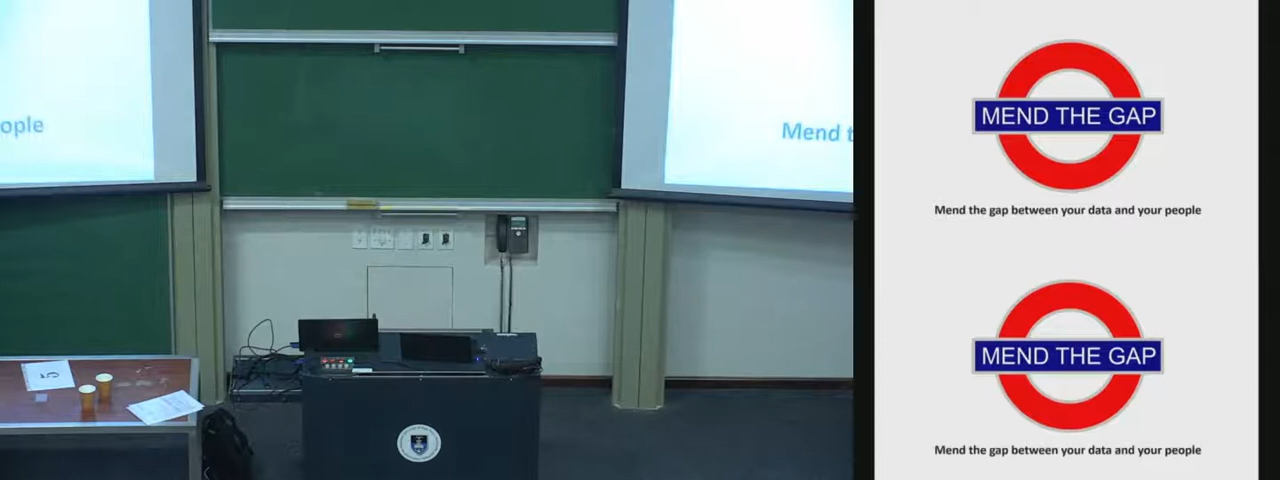 ople
Mend t
5
MEND THE GAP
Mend the gap between your data and your people
MEND THE GAP
Mend the gap between your data and your people